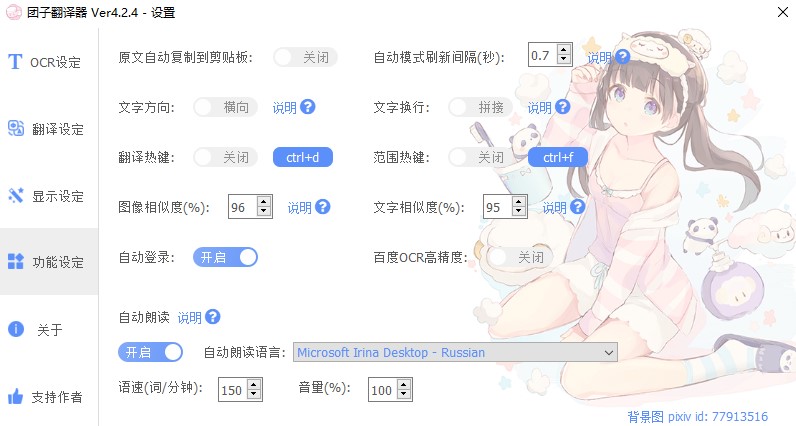 团子翻译器 Ver4.2.4 - 设置
OCR设定
翻译设定
显示设定
功能设定
关于
支持作者
原文自动复制到剪贴板: 关闭 自动模式刷新间隔(秒): 0.7 说明 ?
文字方向: 横向 说明 ? 文字换行: 拼接 说明 ?
翻译热键: 关闭 ctrl+d 范围热键: 关闭 ctrl+f
图像相似度(%): 96 说明 ? 文字相似度(%): 95 说明 ?
自动登录: 开启 百度OCR高精度: 关闭
自动朗读 说明 ?
开启 自动朗读语言: Microsoft Irina Desktop - Russian
语速(词/分钟): 150 音量(%): 100
背景图 pixiv id: 77913516